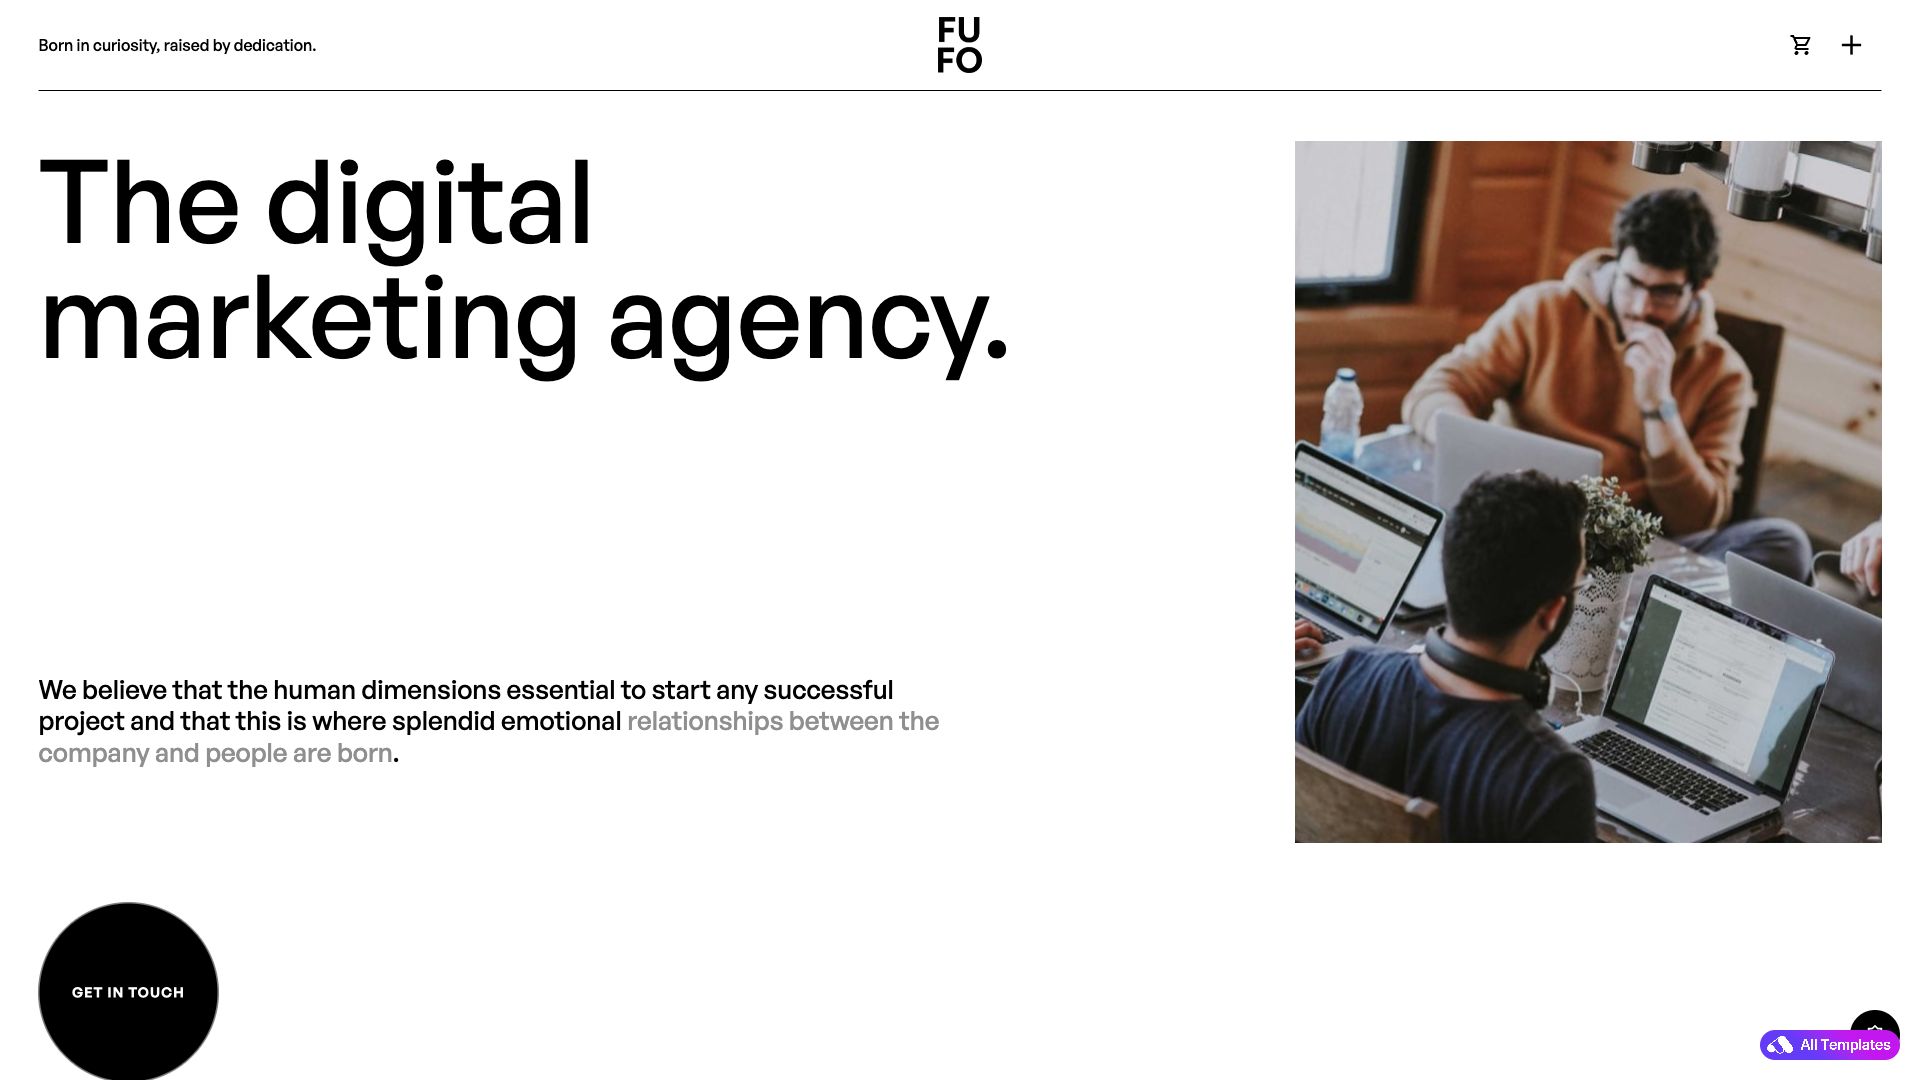 Born in curiosity, raised by dedication.
FU
FO
The digital
marketing agency.
We believe that the human dimensions essential to start any successful
project and that this is where splendid emotional relationships between the
company and people are born.
GET IN TOUCH
All Templates